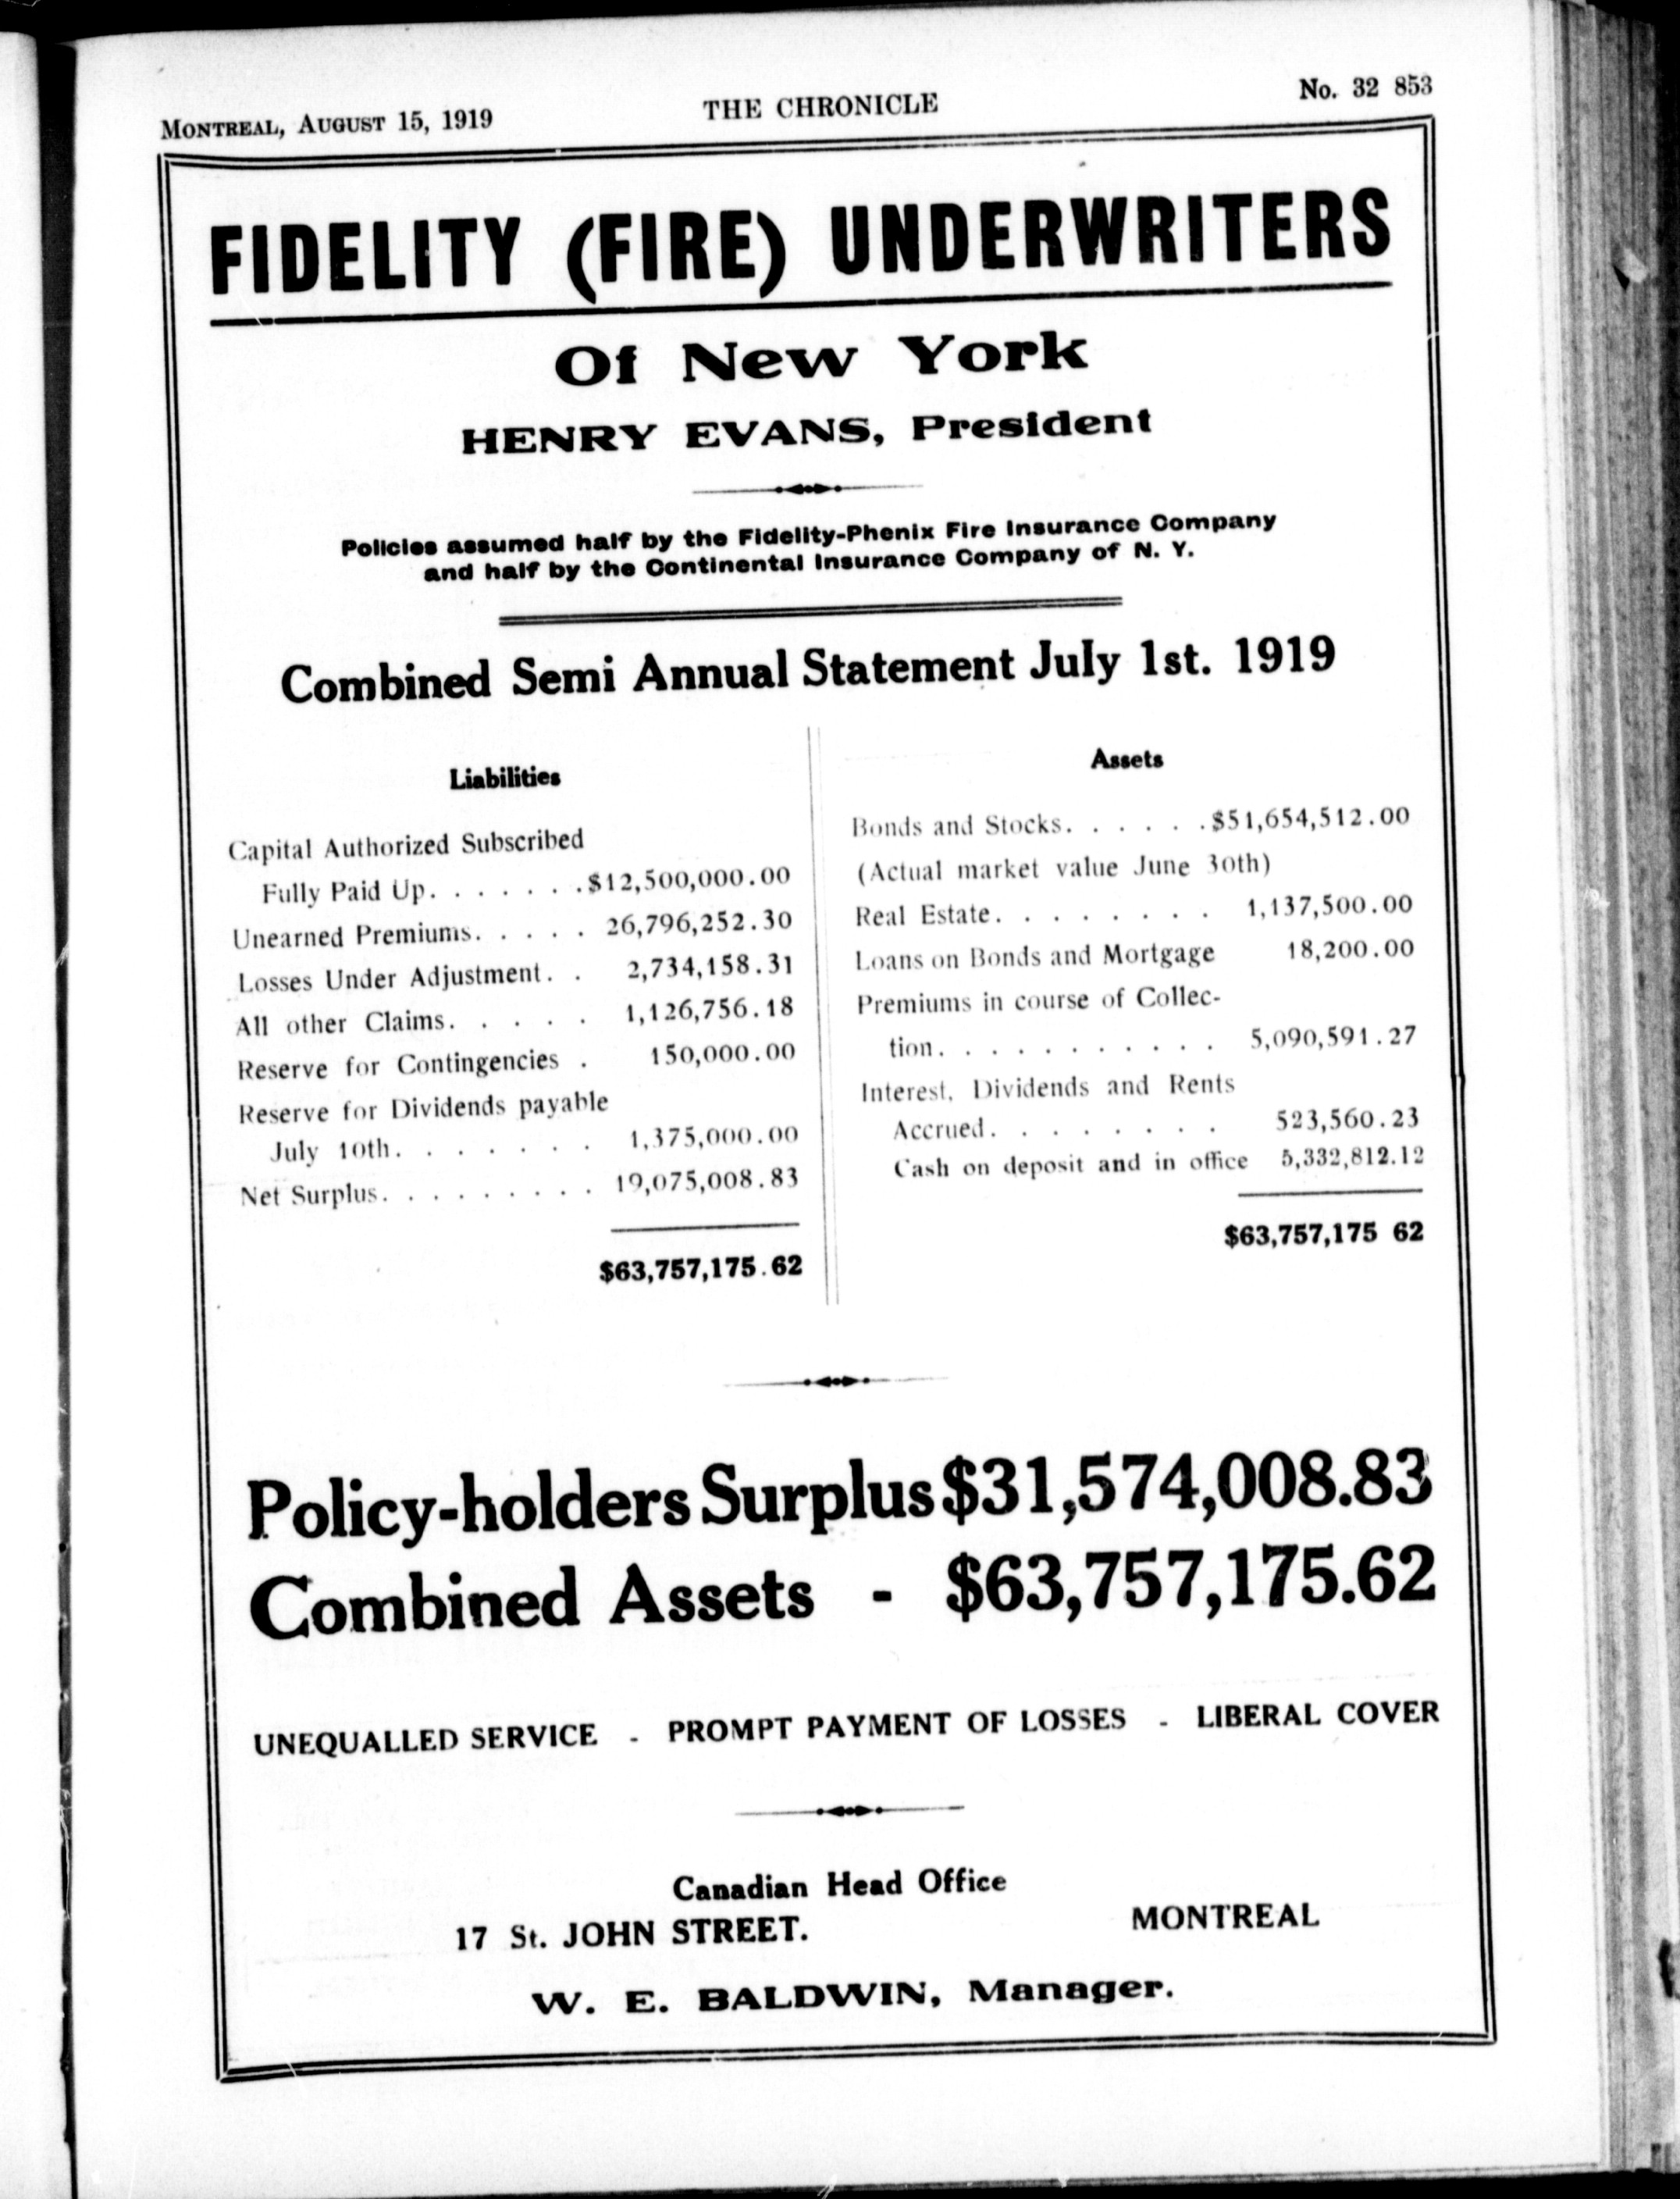 MONTREAL, AUGUST 15, 1919 THE CHRONICLE No. 32 853
FIDELITY (FIRE) UNDERWRITERS
Of New York
HENRY EVANS, President
Policies assumed half by the Fidelity-Phenix Fire Insurance Company
and half by the Continental Insurance Company of N. Y.
Combined Semi Annual Statement July 1st. 1919
Liabilities
Capital Authorized Subscribed
Fully Paid Up. . . . . . . .$12,500,000.00
Unearned Premiums. . . . . 26,796,252.30
Losses Under Adjustment. . 2,734,158.31
All other Claims. . . . . . 1,126,756.18
Reserve for Contingencies . 150,000.00
Reserve for Dividends payable
July 10th. . . . . . . . 1,375,000.00
Net Surplus. . . . . . . . . 19,075,008.83
$63,757,175.62
Assets
Bonds and Stocks. . . . . . .$51,654,512.00
(Actual market value June 30th)
Real Estate. . . . . . . . 1,137,500.00
Loans on Bonds and Mortgage 18,200.00
Premiums in course of Collec-
tion. . . . . . . . . . . 5,090,591.27
Interest, Dividends and Rents
Accrued. . . . . . . . . 523,560.23
Cash on deposit and in office 5,332,812.12
$63,757,175 62
Policy-holders Surplus $31,574,008.83
Combined Assets - $63,757,175.62
UNEQUALLED SERVICE - PROMPT PAYMENT OF LOSSES - LIBERAL COVER
Canadian Head Office
17 St. JOHN STREET. MONTREAL
W. E. BALDWIN, Manager.